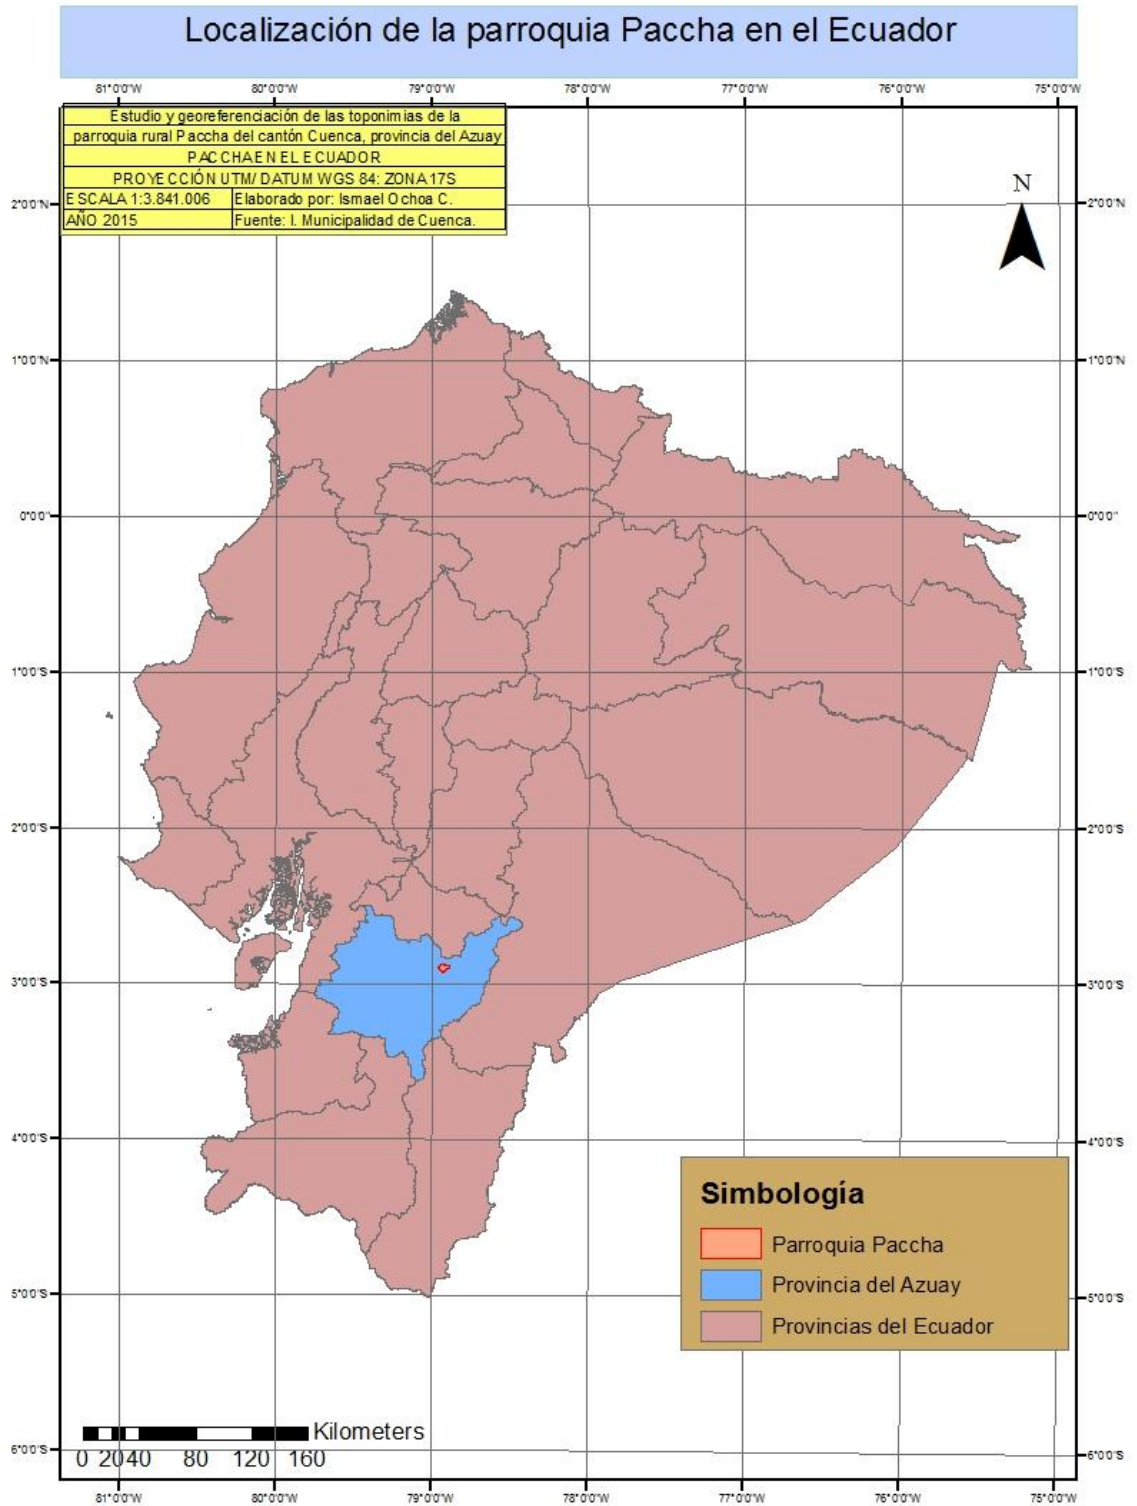 Localización de la parroquia Paccha en el Ecuador
81°0'0"W 80°0'0"W 79°0'0"W 78°0'0"W 77°0'0"W 76°0'0"W 75°0'0"W
Estudio y georeferenciación de las toponimias de la
parroquia rural Paccha del cantón Cuenca, provincia del Azuay
PACCHA EN EL ECUADOR
PROYECCIÓN UTM/ DATUM WGS 84: ZONA 17S
ESCALA 1:3.841.006 Elaborado por: Ismael Ochoa C.
AÑO 2015 Fuente: I. Municipalidad de Cuenca.
N
2°0'0"N 2°0'0"N
1°0'0"N 1°0'0"N
0°0'0" 0°0'0"
1°0'0"S 1°0'0"S
2°0'0"S 2°0'0"S
3°0'0"S 3°0'0"S
4°0'0"S 4°0'0"S
Simbología
Parroquia Paccha
Provincia del Azuay
Provincias del Ecuador
5°0'0"S 5°0'0"S
Kilometers
0 20 40 80 120 160
6°0'0"S 6°0'0"S
81°0'0"W 80°0'0"W 79°0'0"W 78°0'0"W 77°0'0"W 76°0'0"W 75°0'0"W